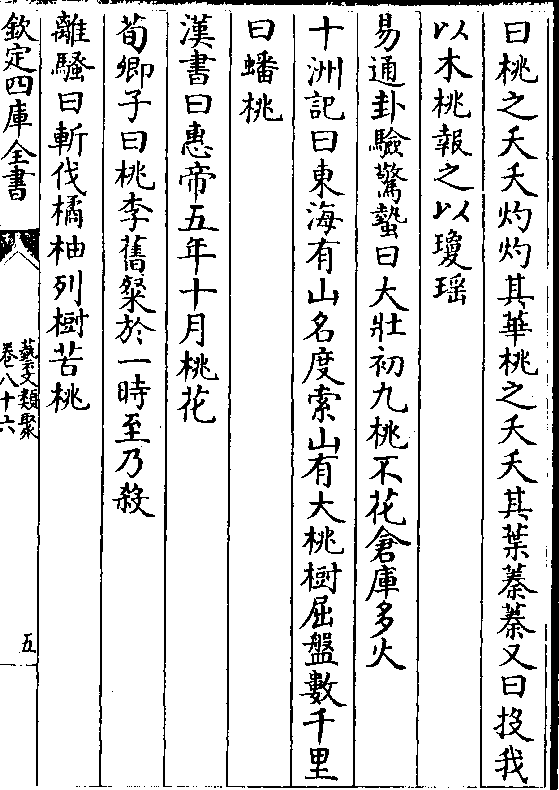 曰桃之夭夭灼灼其華桃之夭夭其葉蓁蓁又曰投我
以木桃報之以瓊瑶
易通卦驗驚蟄曰大壯初九桃不花倉庫多火
十洲記曰東海有山名度索山有大桃樹屈盤數千里
曰蟠桃
漢書曰惠帝五年十月桃花
荀卿子曰桃李舊粲於一時至乃殺
離騷曰斬伐橘柚列樹苦桃
欽定四庫全書
藝文類聚
卷八十六
五